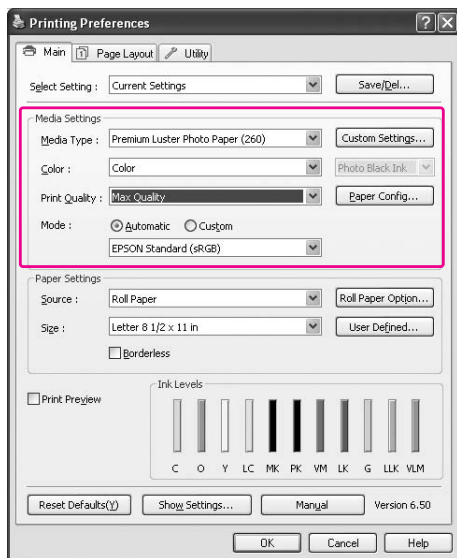 Printing Preferences
Main Page Layout Utility
Select Setting : Current Settings Save/Del...
Media Settings
Media Type : Premium Luster Photo Paper (260) Custom Settings...
Color : Color Photo Black Ink
Print Quality : Max Quality Paper Config...
Mode : Automatic Custom
EPSON Standard (sRGB)
Paper Settings
Source : Roll Paper Roll Paper Option...
Size : Letter 8 1/2 x 11 in User Defined...
Borderless
Print Preview Ink Levels
C O Y LC MK PK VM LK G LLK VLM
Reset Defaults(Y) Show Settings... Manual Version 6.50
OK Cancel Help